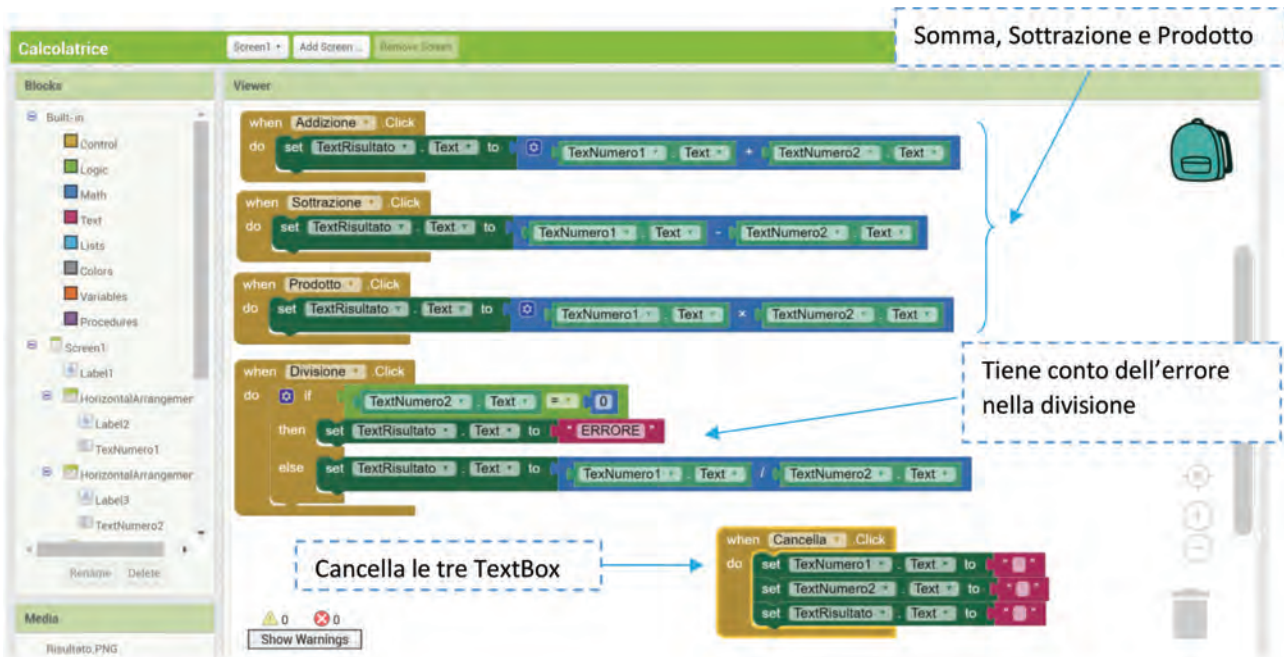 Somma, Sottrazione e Prodotto
Calcolatrice
Screen1
Add Screen ...
Remove Screen
Blocks
Viewer
Built-in
Control
Logic
Math
Text
Lists
Colors
Variables
Procedures
Screen1
Label1
HorizontalArrangemer
Label2
TexNumero1
HorizontalArrangemer
Label3
TextNumero2
Rename Delete
Media
Risultato.PNG
when Addizione .Click
do set TextRisultato . Text to TexNumero1 . Text + TextNumero2 . Text
when Sottrazione .Click
do set TextRisultato . Text to TexNumero1 . Text - TextNumero2 . Text
when Prodotto .Click
do set TextRisultato . Text to TexNumero1 . Text × TextNumero2 . Text
when Divisione .Click
do if TextNumero2 . Text = 0
then set TextRisultato . Text to " ERRORE "
else set TextRisultato . Text to TexNumero1 . Text / TextNumero2 . Text
Tiene conto dell’errore
nella divisione
Cancella le tre TextBox
when Cancella .Click
do set TexNumero1 . Text to " "
set TextNumero2 . Text to " "
set TextRisultato . Text to " "
0 0
Show Warnings